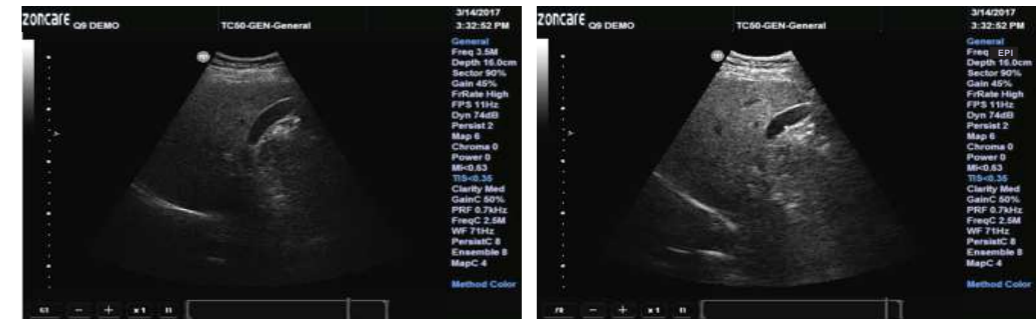 3/14/2017
zoncare Q9 DEMO TC50-GEN-General 3:32:52 PM
General
Freq 3.5M
Depth 16.0cm
Sector 90%
Gain 45%
FrRate High
FPS 11Hz
Dyn 74dB
Persist 2
Map 6
Chroma 0
Power 0
MI<0.53
TIS<0.35
Clarity Med
GainC 50%
PRF 0.7kHz
FreqC 2.5M
WF 71Hz
PersistC 8
Ensemble 8
MapC 4
Method Color
63 − + x1
3/14/2017
zoncare Q9 DEMO TC50-GEN-General 3:32:52 PM
General
Freq EPI
Depth 16.0cm
Sector 90%
Gain 45%
FrRate High
FPS 11Hz
Dyn 74dB
Persist 2
Map 6
Chroma 0
Power 0
MI<0.53
TIS<0.35
Clarity Med
GainC 50%
PRF 0.7kHz
FreqC 2.5M
WF 71Hz
PersistC 8
Ensemble 8
MapC 4
Method Color
− + x1